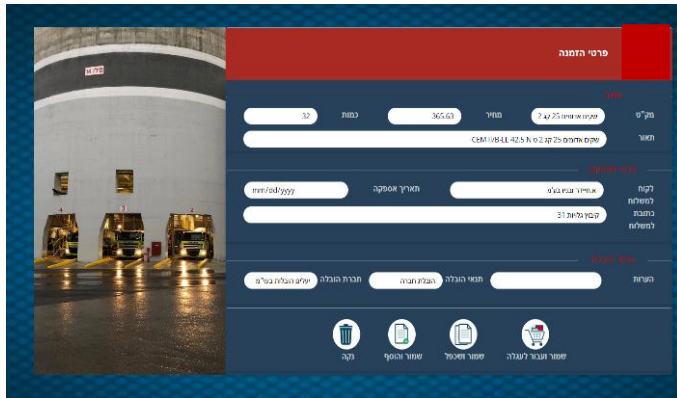 פרטי הזמנה
מק"ט שקים אדומים 25 קג 2 מחיר 365.63 כמות 32
תאור שקים אדומים 25 קג 2 ס CEM II/B-LL 42.5 N
לקוח למשלוח תאריך אספקה mm/dd/yyyy
כתובת למשלוח קיבוץ גלויות 31
הערות תנאי הובלה הובלת חברה חברת הובלה יעלים הובלות בע"מ
שמור ועבור לעגלה שמור ושכפל שמור והוסף נקה